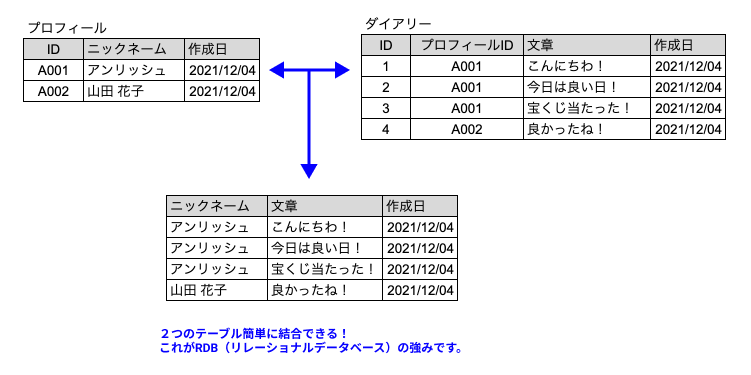 プロフィール
ID ニックネーム 作成日
A001 アンリッシュ 2021/12/04
A002 山田 花子 2021/12/04
ダイアリー
ID プロフィールID 文章 作成日
1 A001 こんにちわ！ 2021/12/04
2 A001 今日は良い日！ 2021/12/04
3 A001 宝くじ当たった！ 2021/12/04
4 A002 良かったね！ 2021/12/04
ニックネーム 文章 作成日
アンリッシュ こんにちわ！ 2021/12/04
アンリッシュ 今日は良い日！ 2021/12/04
アンリッシュ 宝くじ当たった！ 2021/12/04
山田 花子 良かったね！ 2021/12/04
２つのテーブル簡単に結合できる！
これがRDB（リレーショナルデータベース）の強みです。